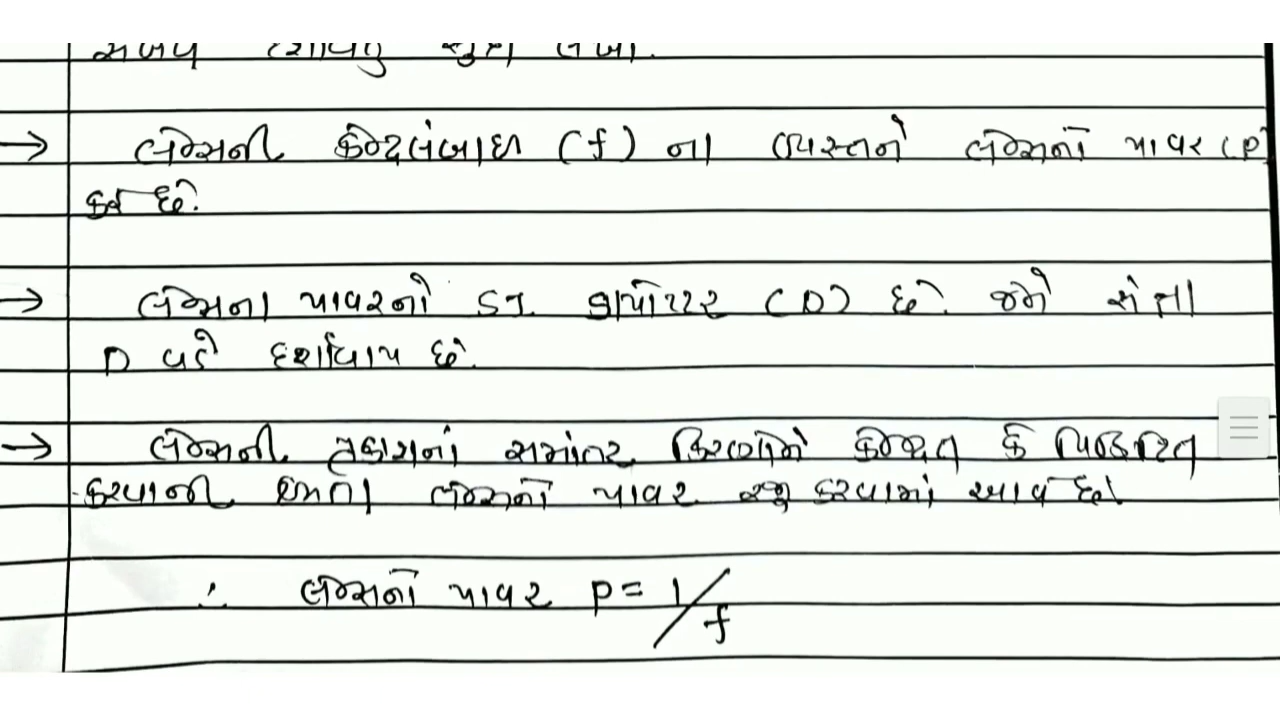 → લેન્સની કેન્દ્રલંબાઇ (f) ના વ્યસ્તને લેન્સનો પાવર (P)
કહે છે.
→ લેન્સના પાવરનો SI ડાયોપ્ટર (D) છે. જેને સંજ્ઞા
D વડે દર્શાવાય છે.
→ લેન્સની પ્રકાશનાં સમાંતર કિરણોને કેન્દ્રિત કે વિકેન્દ્રિત
કરવાની ક્ષમતા લેન્સનો પાવર રજૂ કરવામાં આવે છે.
∴ લેન્સનો પાવર P = 1/f